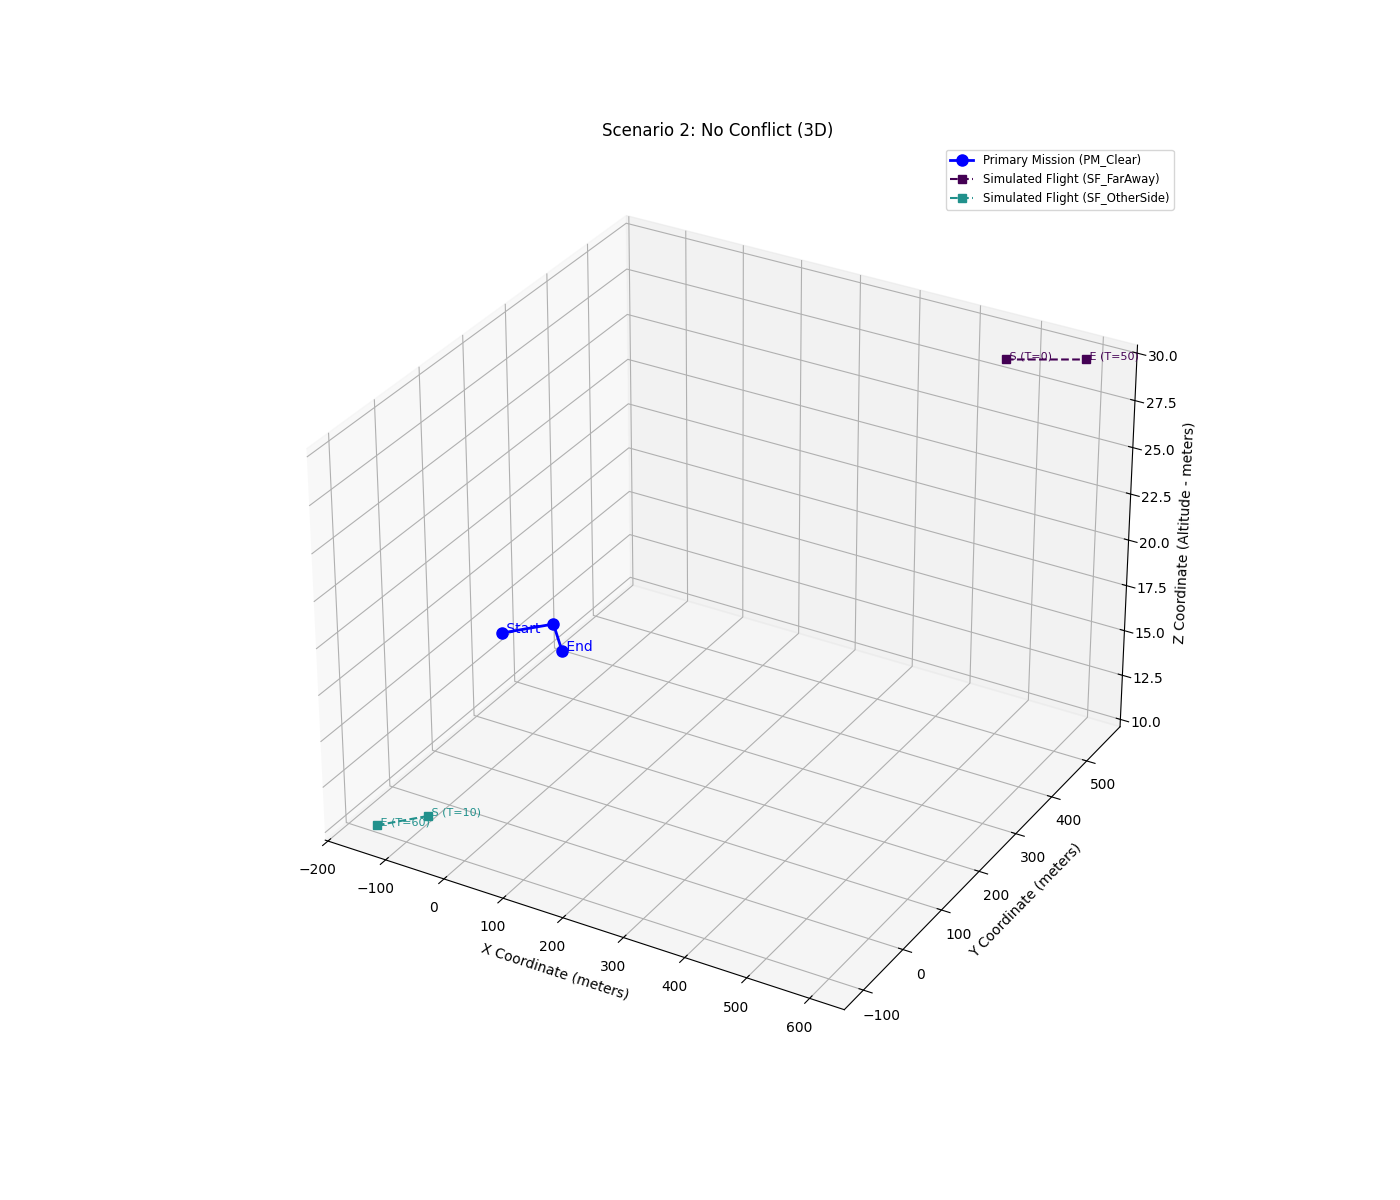 Scenario 2: No Conflict (3D)
Primary Mission (PM_Clear)
Simulated Flight (SF_FarAway)
Simulated Flight (SF_OtherSide)
S (T=0)
E (T=50)
Start
End
S (T=10)
E (T=60)
30.0
27.5
25.0
22.5
20.0
17.5
15.0
12.5
10.0
Z Coordinate (Altitude - meters)
500
400
300
200
100
0
−100
Y Coordinate (meters)
−200
−100
0
100
200
300
400
500
600
X Coordinate (meters)